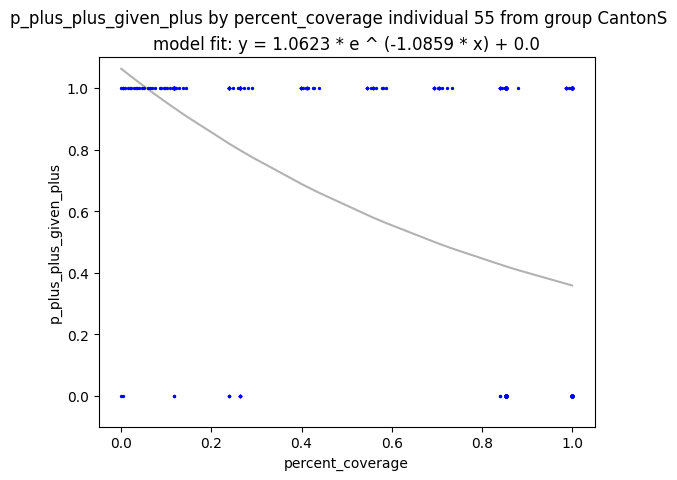 p_plus_plus_given_plus by percent_coverage individual 55 from group CantonS
model fit: y = 1.0623 * e ^ (-1.0859 * x) + 0.0
p_plus_plus_given_plus
1.0
0.8
0.6
0.4
0.2
0.0
0.0 0.2 0.4 0.6 0.8 1.0
percent_coverage